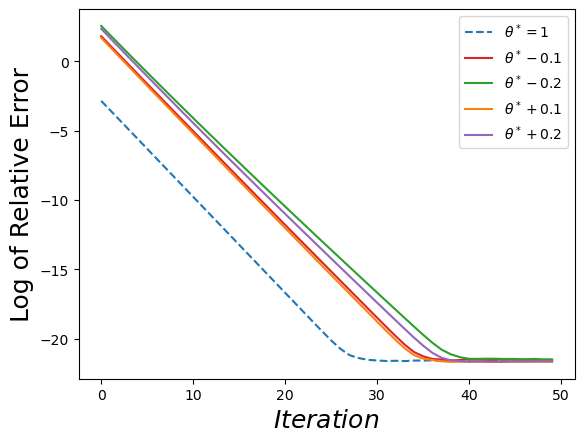 θ* = 1
θ* − 0.1
θ* − 0.2
θ* + 0.1
θ* + 0.2
Log of Relative Error
0
−5
−10
−15
−20
0 10 20 30 40 50
Iteration